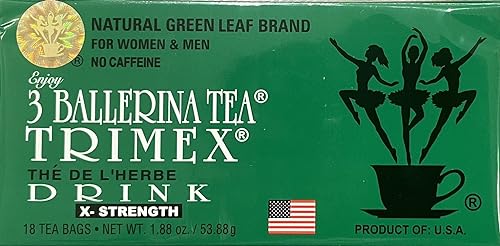 NATURAL GREEN LEAF BRAND
FOR WOMEN & MEN
® NO CAFFEINE
Enjoy
3 BALLERINA TEA®
TRIMEX®
THÉ DE L'HERBE
DRINK
X- STRENGTH
18 TEA BAGS • NET WT. 1.88 oz. / 53.88g
®
PRODUCT OF: U.S.A.